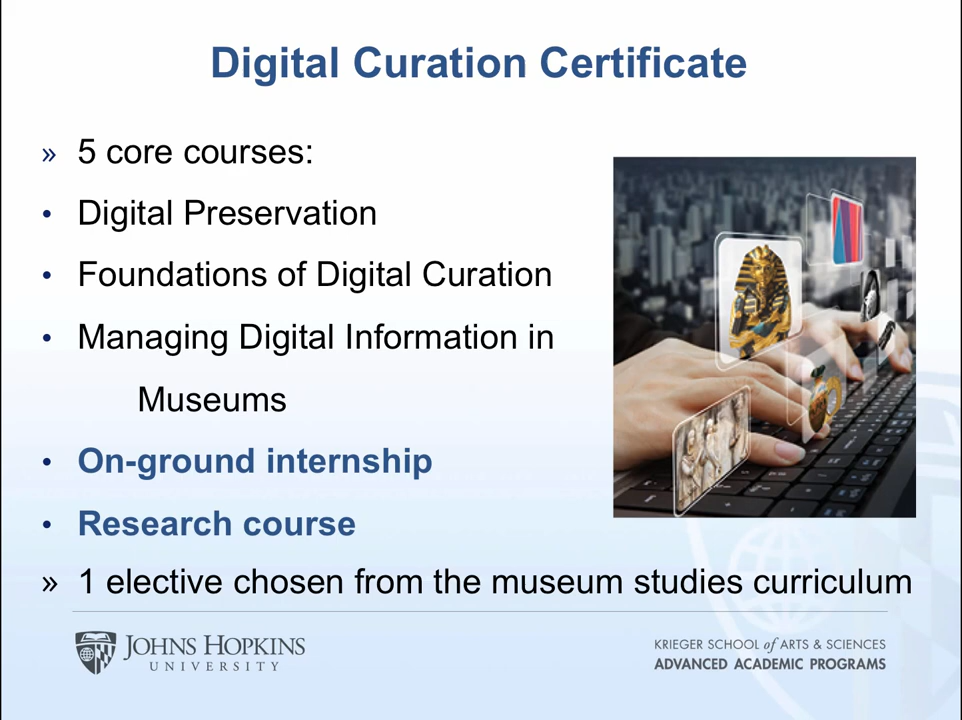 Digital Curation Certificate
» 5 core courses:
• Digital Preservation
• Foundations of Digital Curation
• Managing Digital Information in
Museums
• On-ground internship
• Research course
» 1 elective chosen from the museum studies curriculum
JOHNS HOPKINS
UNIVERSITY
KRIEGER SCHOOL of ARTS & SCIENCES
ADVANCED ACADEMIC PROGRAMS